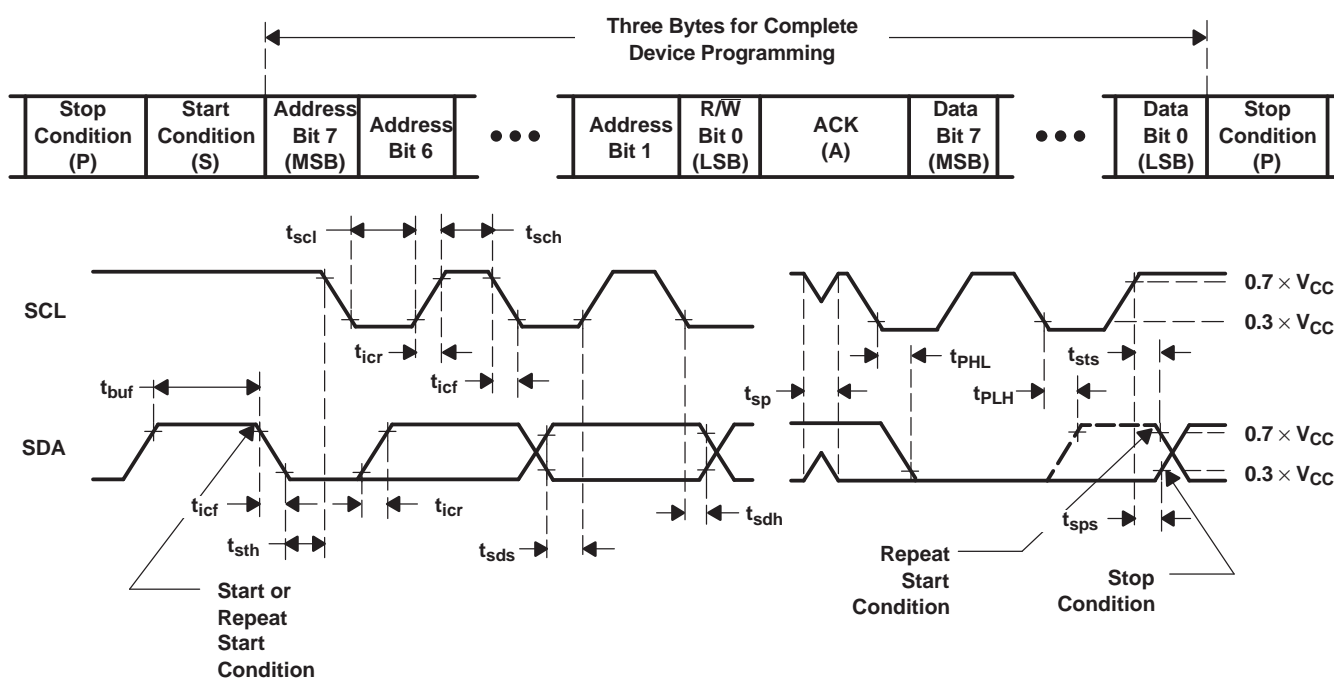 Three Bytes for Complete
Device Programming
Stop
Condition
(P)
Start
Condition
(S)
Address
Bit 7
(MSB)
Address
Bit 6
•••
Address
Bit 1
R/W̅
Bit 0
(LSB)
ACK
(A)
Data
Bit 7
(MSB)
•••
Data
Bit 0
(LSB)
Stop
Condition
(P)
tscl
tsch
SCL
0.7 × VCC
0.3 × VCC
ticr
ticf
tPHL
tsts
tbuf
tsp
tPLH
SDA
0.7 × VCC
0.3 × VCC
ticf
ticr
tsdh
tsth
tsds
tsps
Start or
Repeat
Start
Condition
Repeat
Start
Condition
Stop
Condition